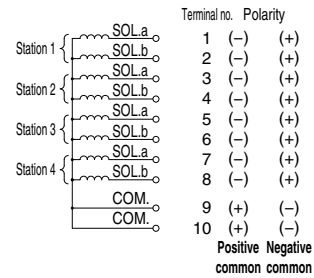 Terminal no. Polarity
Station 1 SOL.a 1 (−) (+)
SOL.b 2 (−) (+)
Station 2 SOL.a 3 (−) (+)
SOL.b 4 (−) (+)
Station 3 SOL.a 5 (−) (+)
SOL.b 6 (−) (+)
Station 4 SOL.a 7 (−) (+)
SOL.b 8 (−) (+)
COM. 9 (+) (−)
COM. 10 (+) (−)
Positive Negative
common common